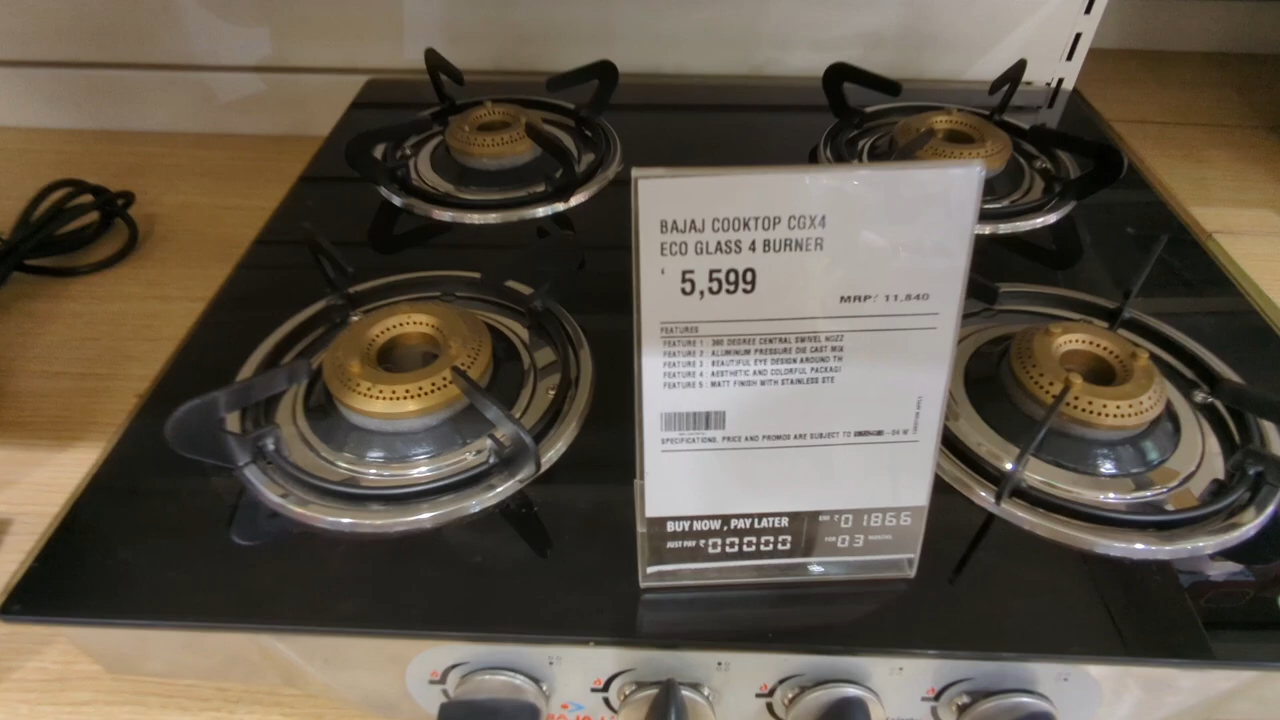 BAJAJ COOKTOP CGX4
ECO GLASS 4 BURNER
5,599
MRP: 11,840
FEATURES
FEATURE 1 : 360 DEGREE CENTRAL SWIVEL NOZZ
FEATURE 2 : ALUMINUM PRESSURE DIE CAST MIX
FEATURE 3 : BEAUTIFUL EYE DESIGN AROUND TH
FEATURE 4 : AESTHETIC AND COLORFUL PACKAGI
FEATURE 5 : MATT FINISH WITH STAINLESS STE
SPECIFICATIONS, PRICE AND PROMOS ARE SUBJECT TO
BUY NOW, PAY LATER
JUST PAY ₹00000
EMI ₹01866
FOR 03 MONTHS